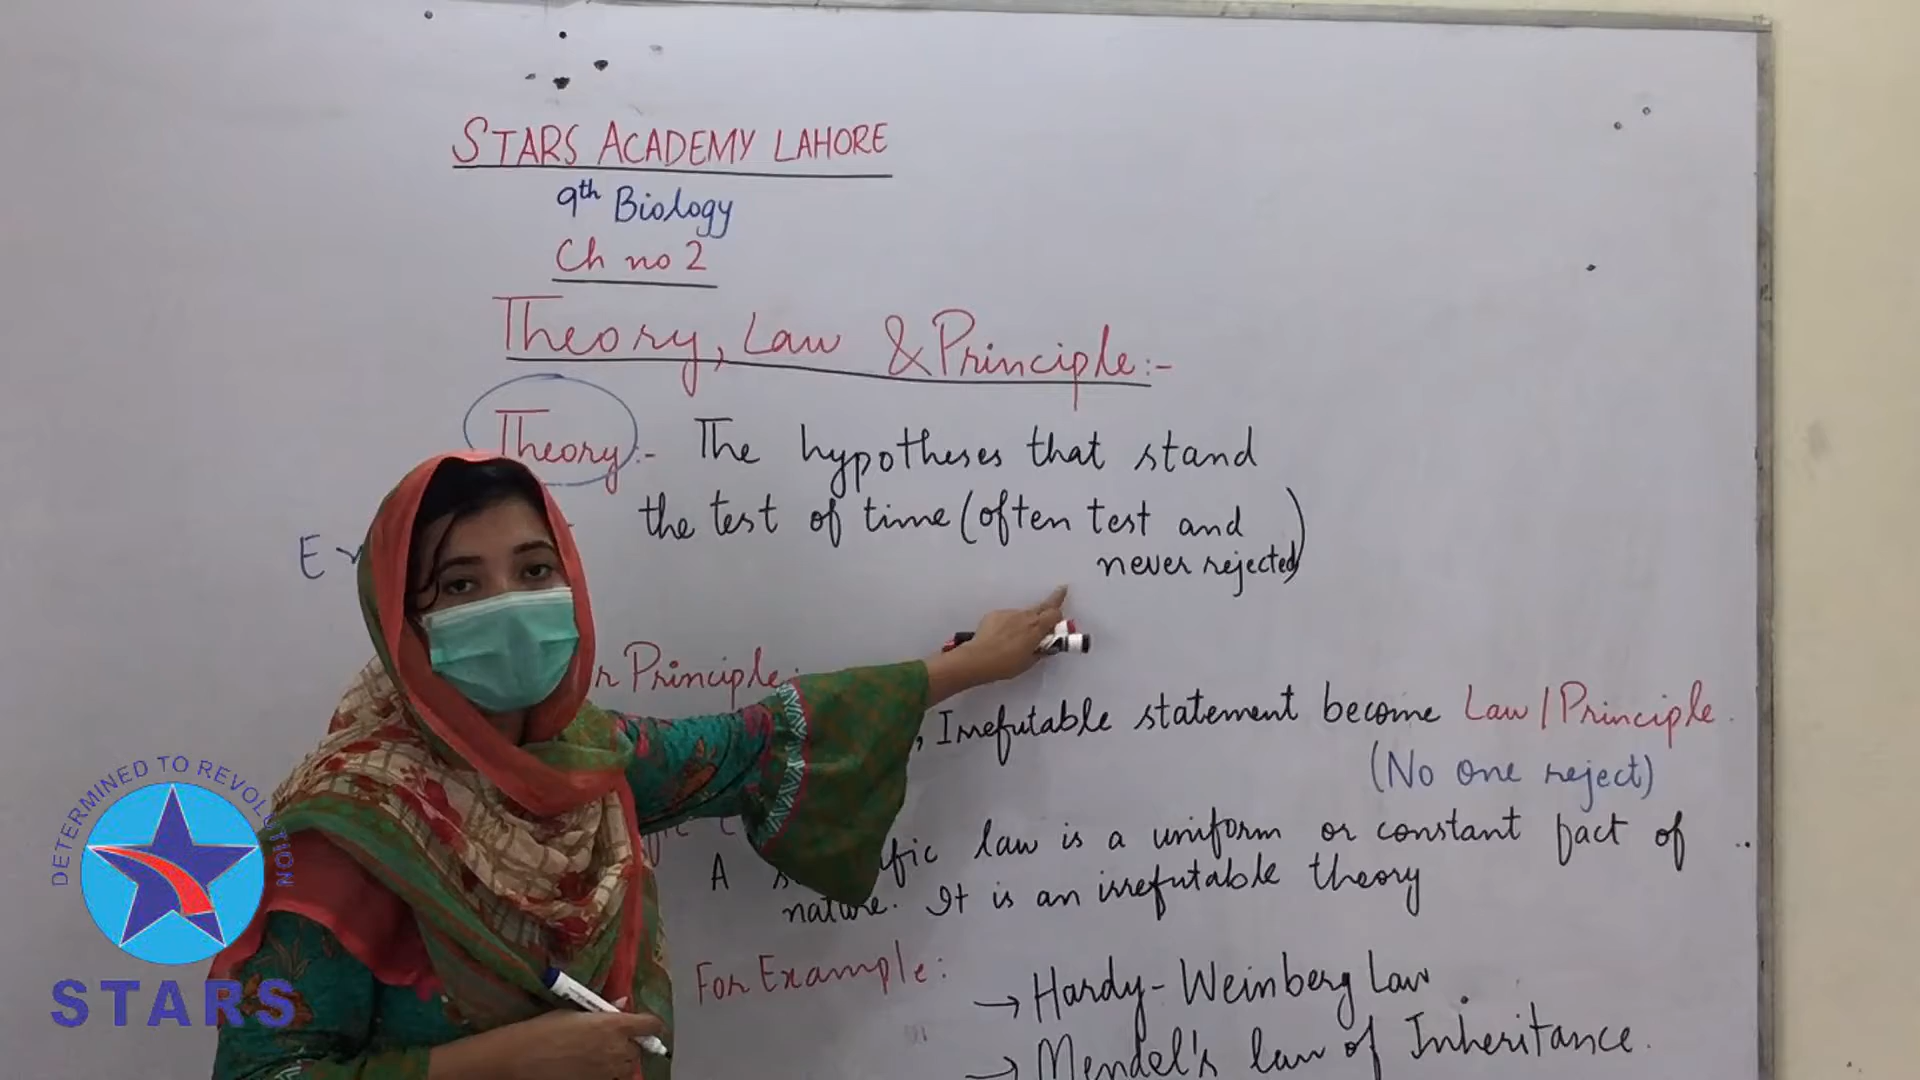 STARS ACADEMY LAHORE
9th Biology
Ch no 2
Theory, Law & Principle:-
Theory:- The hypotheses that stand
the test of time (often test and
never rejected)
Principle:
, Irrefutable statement become Law/Principle.
(No one reject)
A law is a uniform or constant fact of
nature. It is an irrefutable theory
For Example:
→ Hardy-Weinberg Law
→ Mendel's law of Inheritance.
DETERMINED TO REVOLUTION
STARS